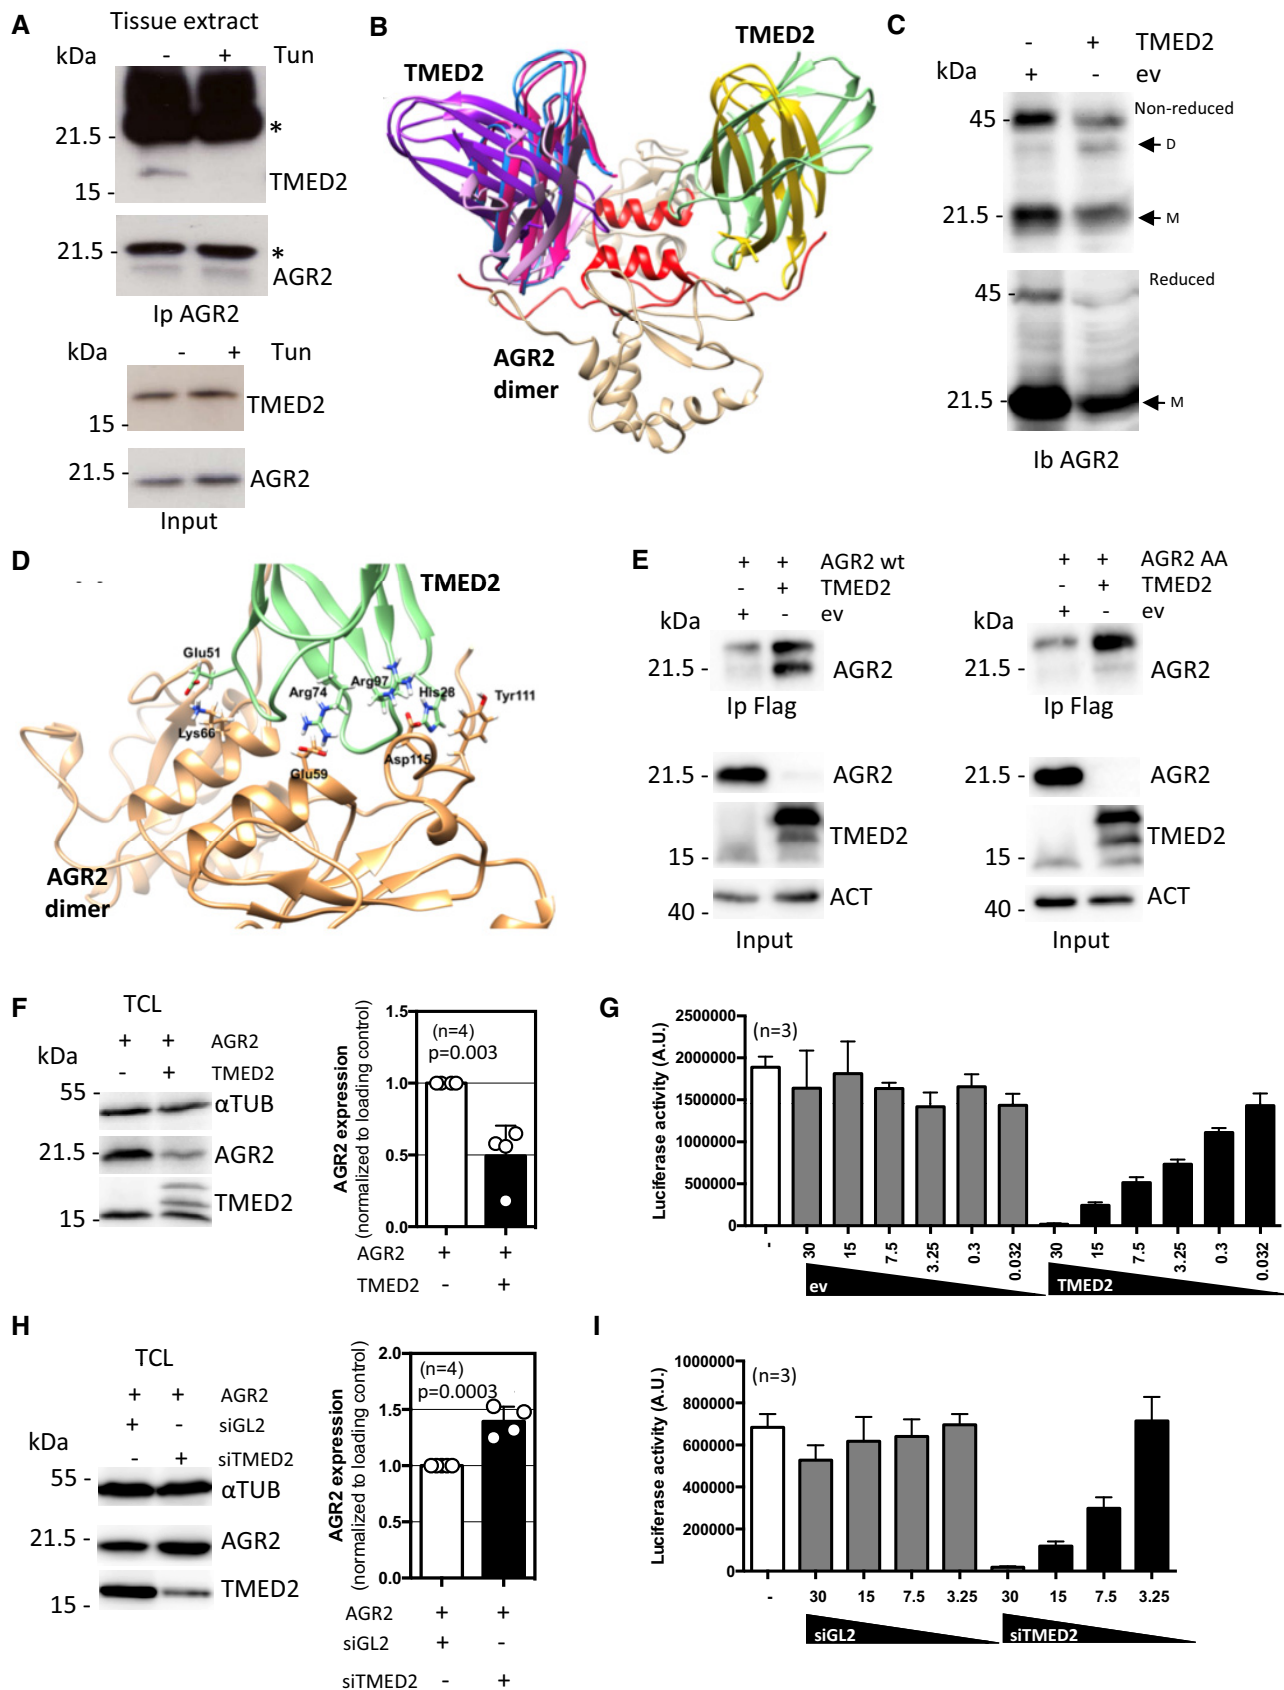 A
Tissue extract
kDa - + Tun
21.5 - *
TMED2
15 -
21.5 - *
AGR2
Ip AGR2
kDa - + Tun
TMED2
15 -
21.5 -
AGR2
Input
B
TMED2
TMED2
AGR2
dimer
C
- + TMED2
kDa + - ev
Non-reduced
45 -
D
21.5 - M
Reduced
45 -
21.5 - M
Ib AGR2
D
- -
TMED2
Glu51
Arg74
Arg97
His28
Tyr111
Lys66
Glu59
Asp115
AGR2
dimer
E
+ + AGR2 wt
- + TMED2
kDa + - ev
21.5 - AGR2
Ip Flag
21.5 - AGR2
TMED2
15 -
ACT
40 -
Input
+ + AGR2 AA
- + TMED2
kDa + - ev
21.5 - AGR2
Ip Flag
21.5 - AGR2
TMED2
15 -
ACT
40 -
Input
F
TCL
kDa + + AGR2
- + TMED2
55 -
αTUB
21.5 - AGR2
TMED2
15 -
AGR2 expression
(normalized to loading control)
1.5
1.0
0.5
0.0
(n=4)
p=0.003
AGR2 + +
TMED2 - +
G
Luciferase activity (A.U.)
2500000
2000000
1500000
1000000
500000
0
(n=3)
- 30 15 7.5 3.25 0.3 0.032 30 15 7.5 3.25 0.3 0.032
ev TMED2
H
TCL
+ + AGR2
+ - siGL2
kDa - + siTMED2
55 -
αTUB
21.5 - AGR2
TMED2
15 -
AGR2 expression
(normalized to loading control)
2.0
1.5
1.0
0.5
0.0
(n=4)
p=0.0003
AGR2 + +
siGL2 + -
siTMED2 - +
I
Luciferase activity (A.U.)
1000000
800000
600000
400000
200000
0
(n=3)
- 30 15 7.5 3.25 30 15 7.5 3.25
siGL2 siTMED2